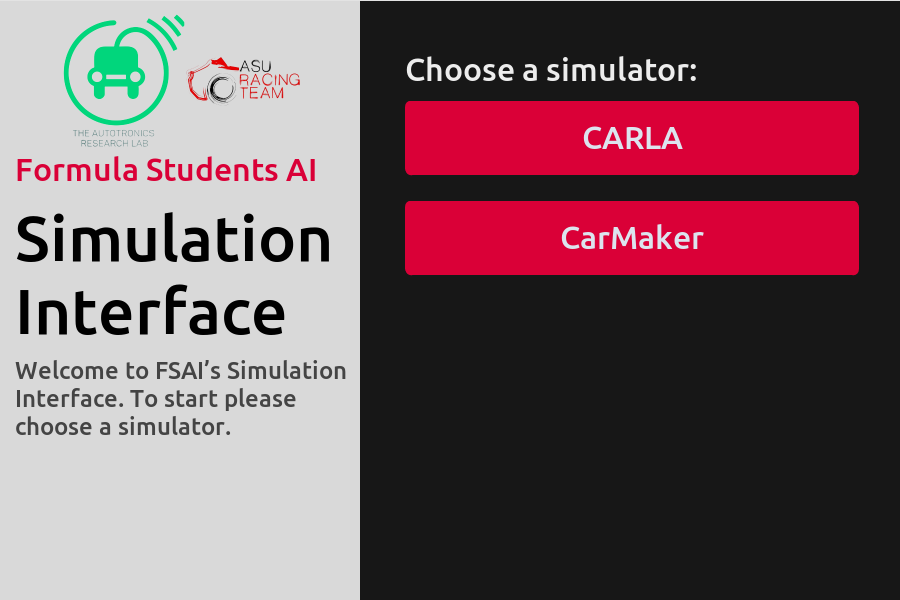 ASU
RACING
TEAM
THE AUTOTRONICS
RESEARCH LAB
Formula Students AI
Simulation
Interface
Welcome to FSAI’s Simulation
Interface. To start please
choose a simulator.
Choose a simulator:
CARLA
CarMaker